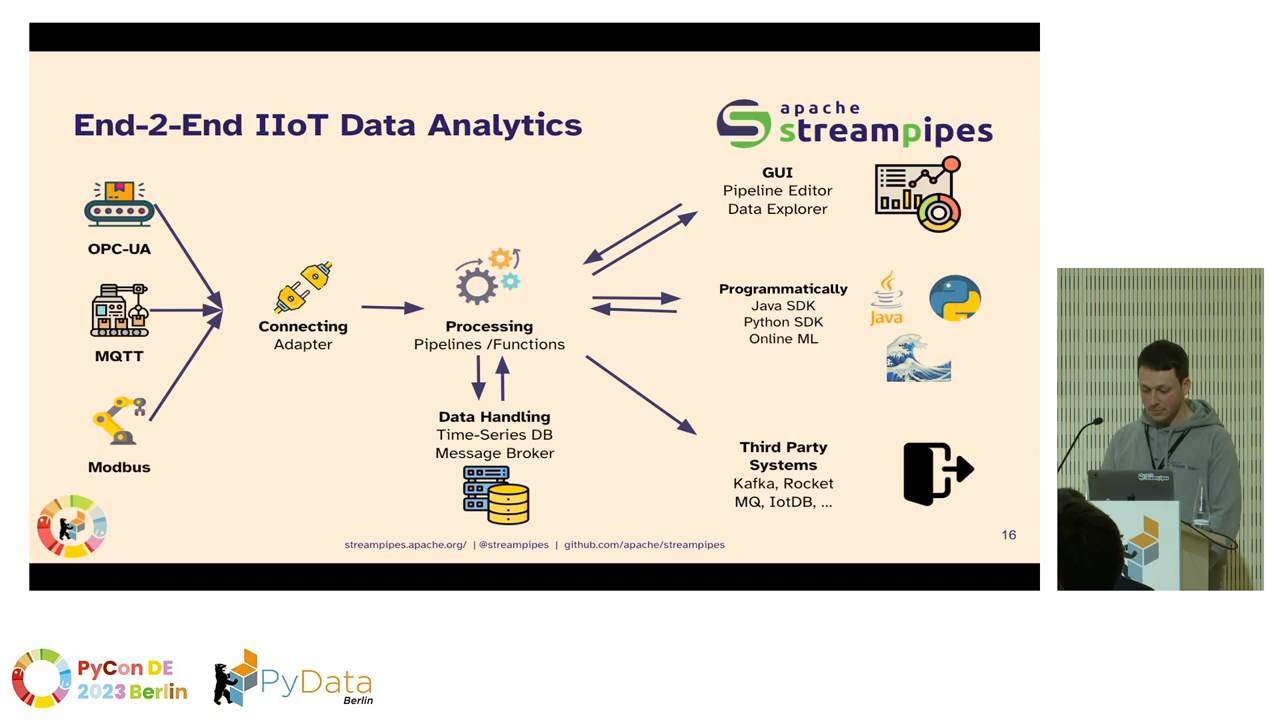 End-2-End IIoT Data Analytics
apache
streampipes
OPC-UA
MQTT
Modbus
Connecting
Adapter
Processing
Pipelines /Functions
Data Handling
Time-Series DB
Message Broker
GUI
Pipeline Editor
Data Explorer
Programmatically
Java SDK
Python SDK
Online ML
Java
Third Party
Systems
Kafka, Rocket
MQ, IotDB, ...
streampipes.apache.org/ | @streampipes | github.com/apache/streampipes
16
PyCon DE
2023 Berlin
PyData
Berlin